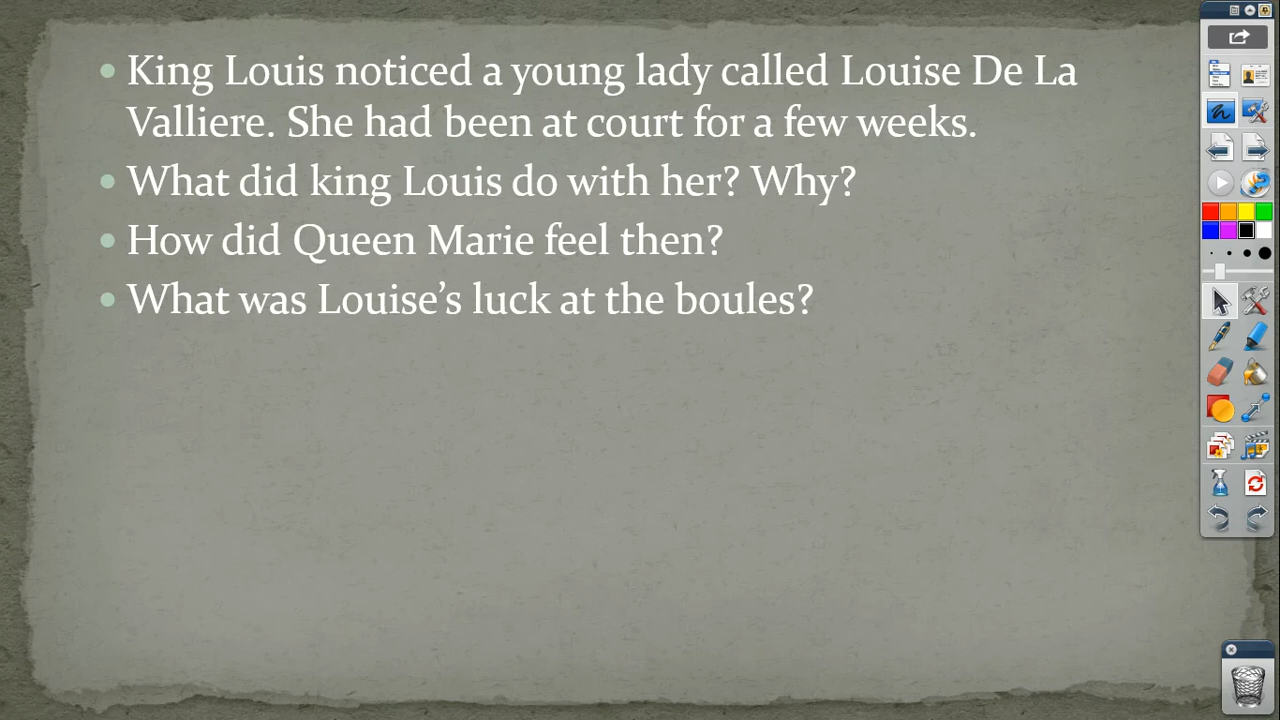 King Louis noticed a young lady called Louise De La
Valliere. She had been at court for a few weeks.
What did king Louis do with her? Why?
How did Queen Marie feel then?
What was Louise’s luck at the boules?